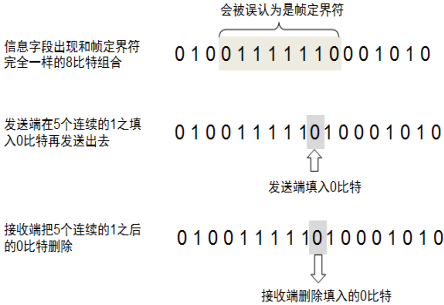 会被误认为是帧定界符
信息字段出现和帧定界符
完全一样的8比特组合
0 1 0 0 1 1 1 1 1 1 0 0 0 1 0 1 0
发送端在5个连续的1之填
入0比特再发送出去
0 1 0 0 1 1 1 1 1 0 1 0 0 0 1 0 1 0
发送端填入0比特
接收端把5个连续的1之后
的0比特删除
0 1 0 0 1 1 1 1 1 0 1 0 0 0 1 0 1 0
接收端删除填入的0比特